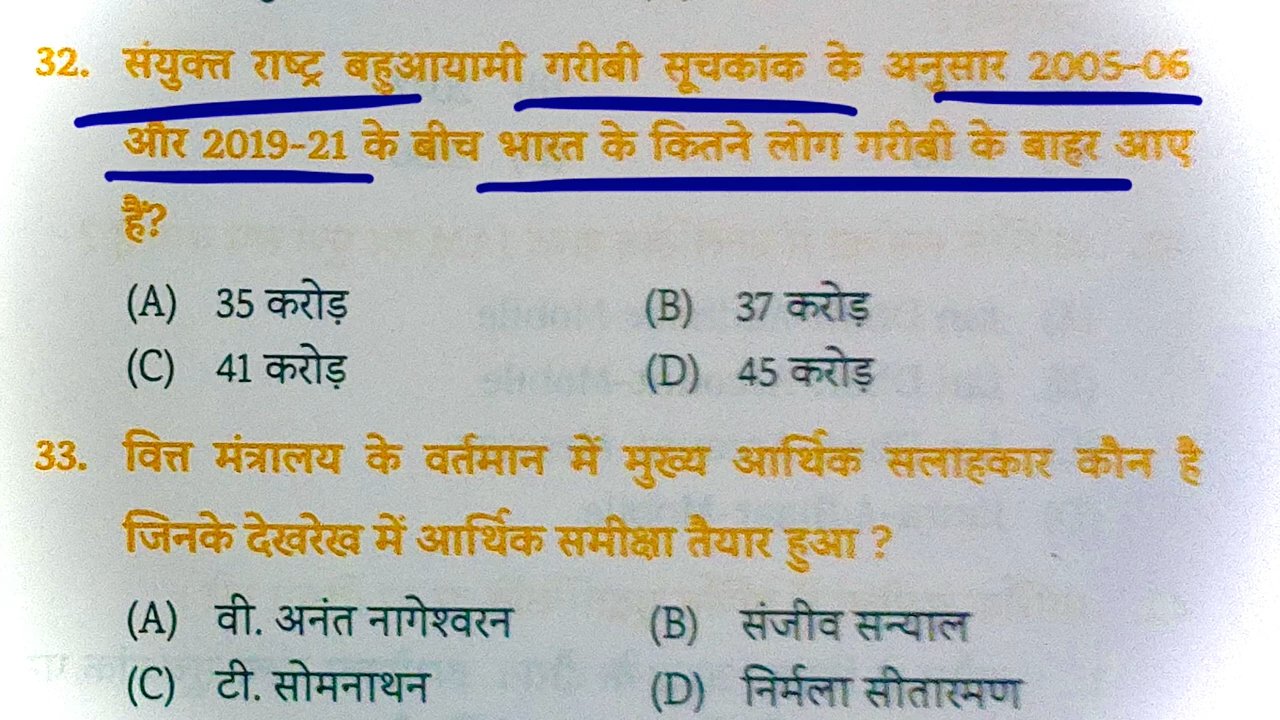 32. संयुक्त राष्ट्र बहुआयामी गरीबी सूचकांक के अनुसार 2005-06
और 2019-21 के बीच भारत के कितने लोग गरीबी के बाहर आए
हैं?
(A) 35 करोड़ (B) 37 करोड़
(C) 41 करोड़ (D) 45 करोड़
33. वित्त मंत्रालय के वर्तमान में मुख्य आर्थिक सलाहकार कौन है
जिनके देखरेख में आर्थिक समीक्षा तैयार हुआ ?
(A) वी. अनंत नागेश्वरन (B) संजीव सन्याल
(C) टी. सोमनाथन (D) निर्मला सीतारमण